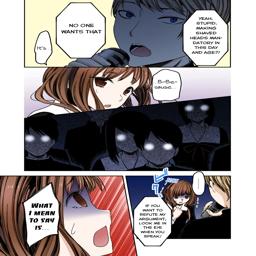 YEAH,
STUPID.
MAKING
SHAVED
HEADS MAN-
DATORY IN
THIS DAY
AND AGE?!
NO ONE
WANTS THAT
It's
B-Be-
cause..
IF YOU
WANT TO
REFUTE MY
ARGUMENT,
LOOK ME
IN THE
EYE WHEN
YOU
SPEAK!
WHAT I
MEAN TO
SAY
IS...